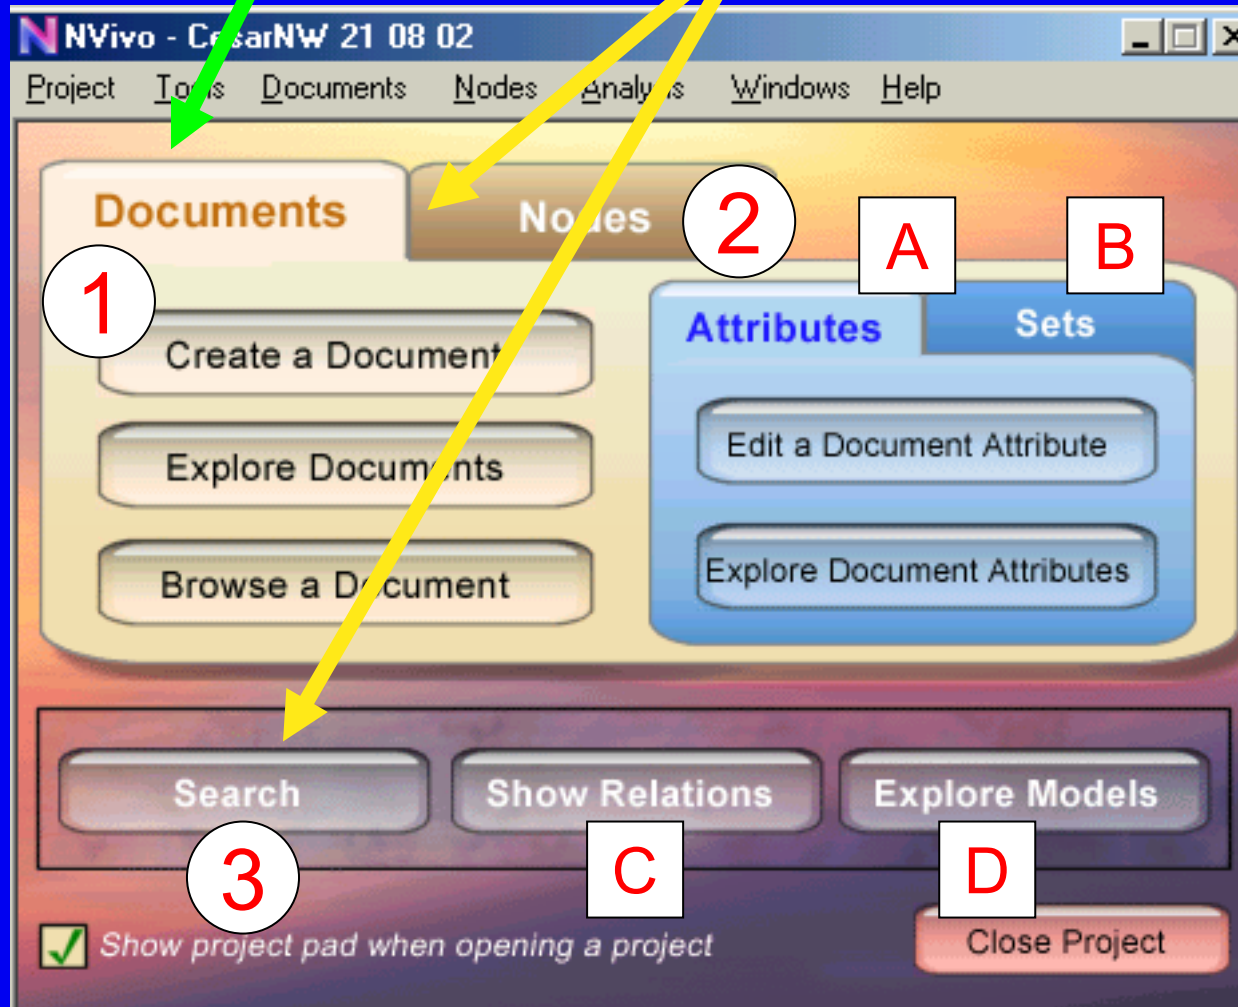 NVivo - CesarNW 21 08 02
Project Tools Documents Nodes Analysis Windows Help
Documents Nodes 2 A B
1
Attributes Sets
Create a Document
Edit a Document Attribute
Explore Documents
Explore Document Attributes
Browse a Document
Search Show Relations Explore Models
3 C D
Show project pad when opening a project Close Project